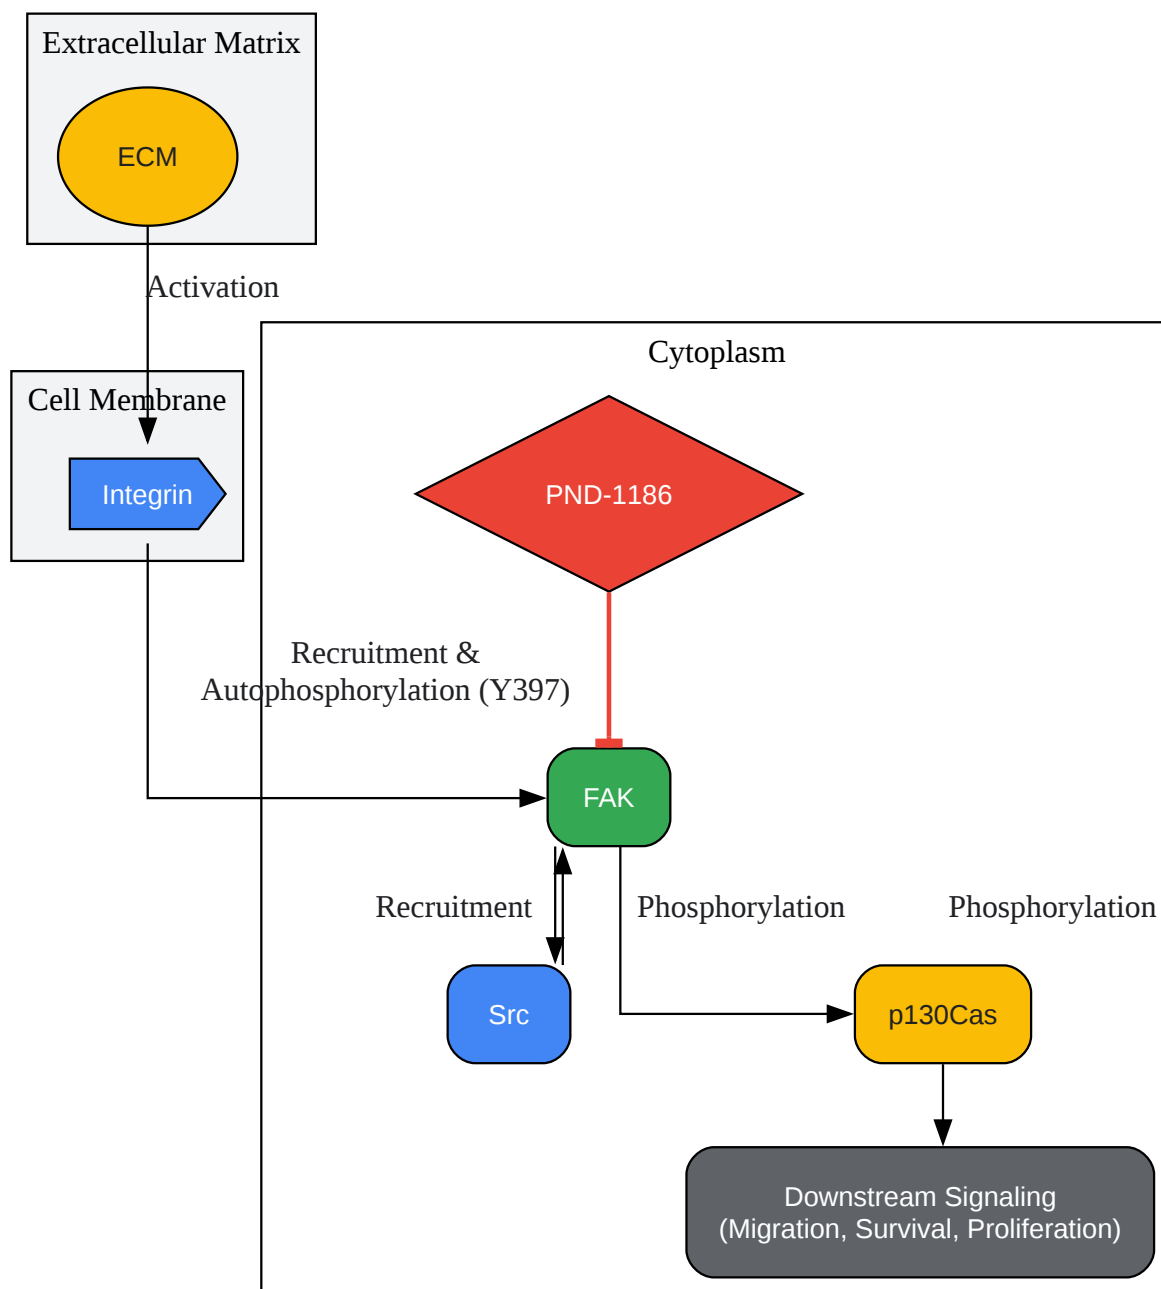 Extracellular Matrix
ECM
Activation
Cytoplasm
Cell Membrane
Integrin
PND-1186
Recruitment &
Autophosphorylation (Y397)
FAK
Recruitment
Phosphorylation
Phosphorylation
Src
p130Cas
Downstream Signaling
(Migration, Survival, Proliferation)